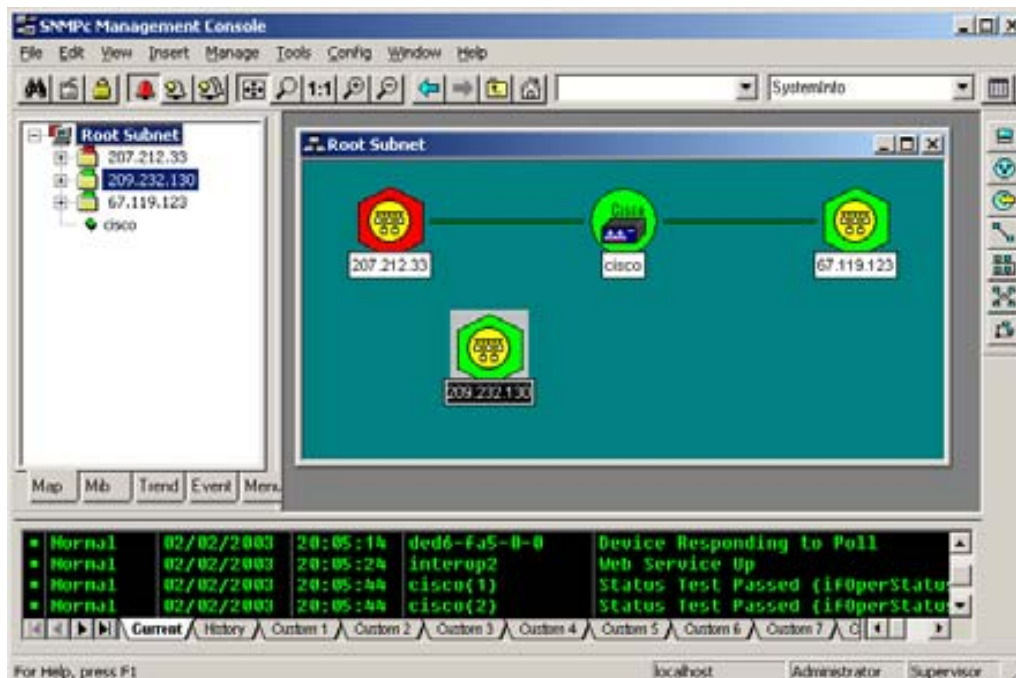 SNMPc Management Console
File Edit View Insert Manage Tools Config Window Help
1:1 SystemInfo
Root Subnet
207.212.33
209.232.130
67.119.123
cisco
Root Subnet
207.212.33
Cisco
cisco
67.119.123
209.232.130
Map Mib Trend Event Menu
Normal 02/02/2003 20:05:14 ded6-fa5-0-0 Device Responding to Poll
Normal 02/02/2003 20:05:24 interop2 Web Service Up
Normal 02/02/2003 20:05:44 cisco(1) Status Test Passed (ifOperStatu
Normal 02/02/2003 20:05:44 cisco(2) Status Test Passed (ifOperStatu
Current History Custom 1 Custom 2 Custom 3 Custom 4 Custom 5 Custom 6 Custom 7 C
For Help, press F1 localhost Administrator Supervisor